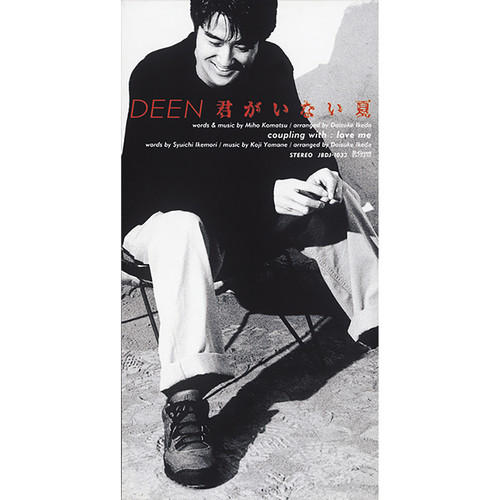 DEEN 君がいない夏
words & music by Miho Komatsu / arranged by Daisuke Ikeda
coupling with : love me
words by Syuichi Ikemori / music by Koji Yamane / arranged by Daisuke Ikeda
STEREO JBDJ-1033